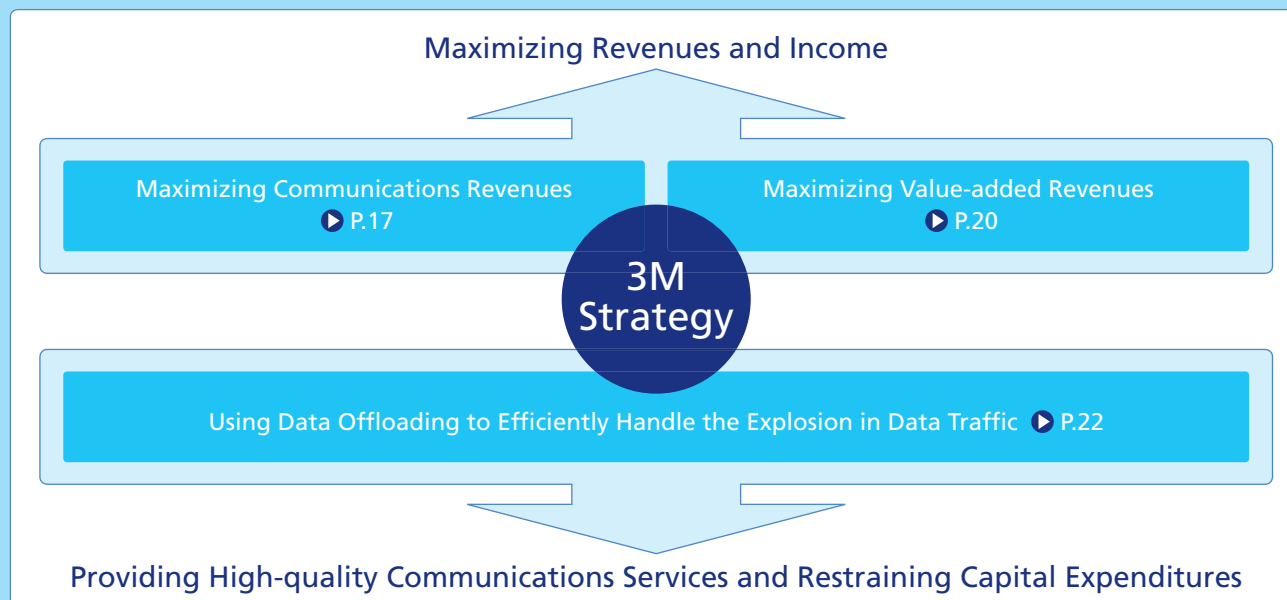 Maximizing Revenues and Income
Maximizing Communications Revenues
P.17
Maximizing Value-added Revenues
P.20
3M
Strategy
Using Data Offloading to Efficiently Handle the Explosion in Data Traffic P.22
Providing High-quality Communications Services and Restraining Capital Expenditures